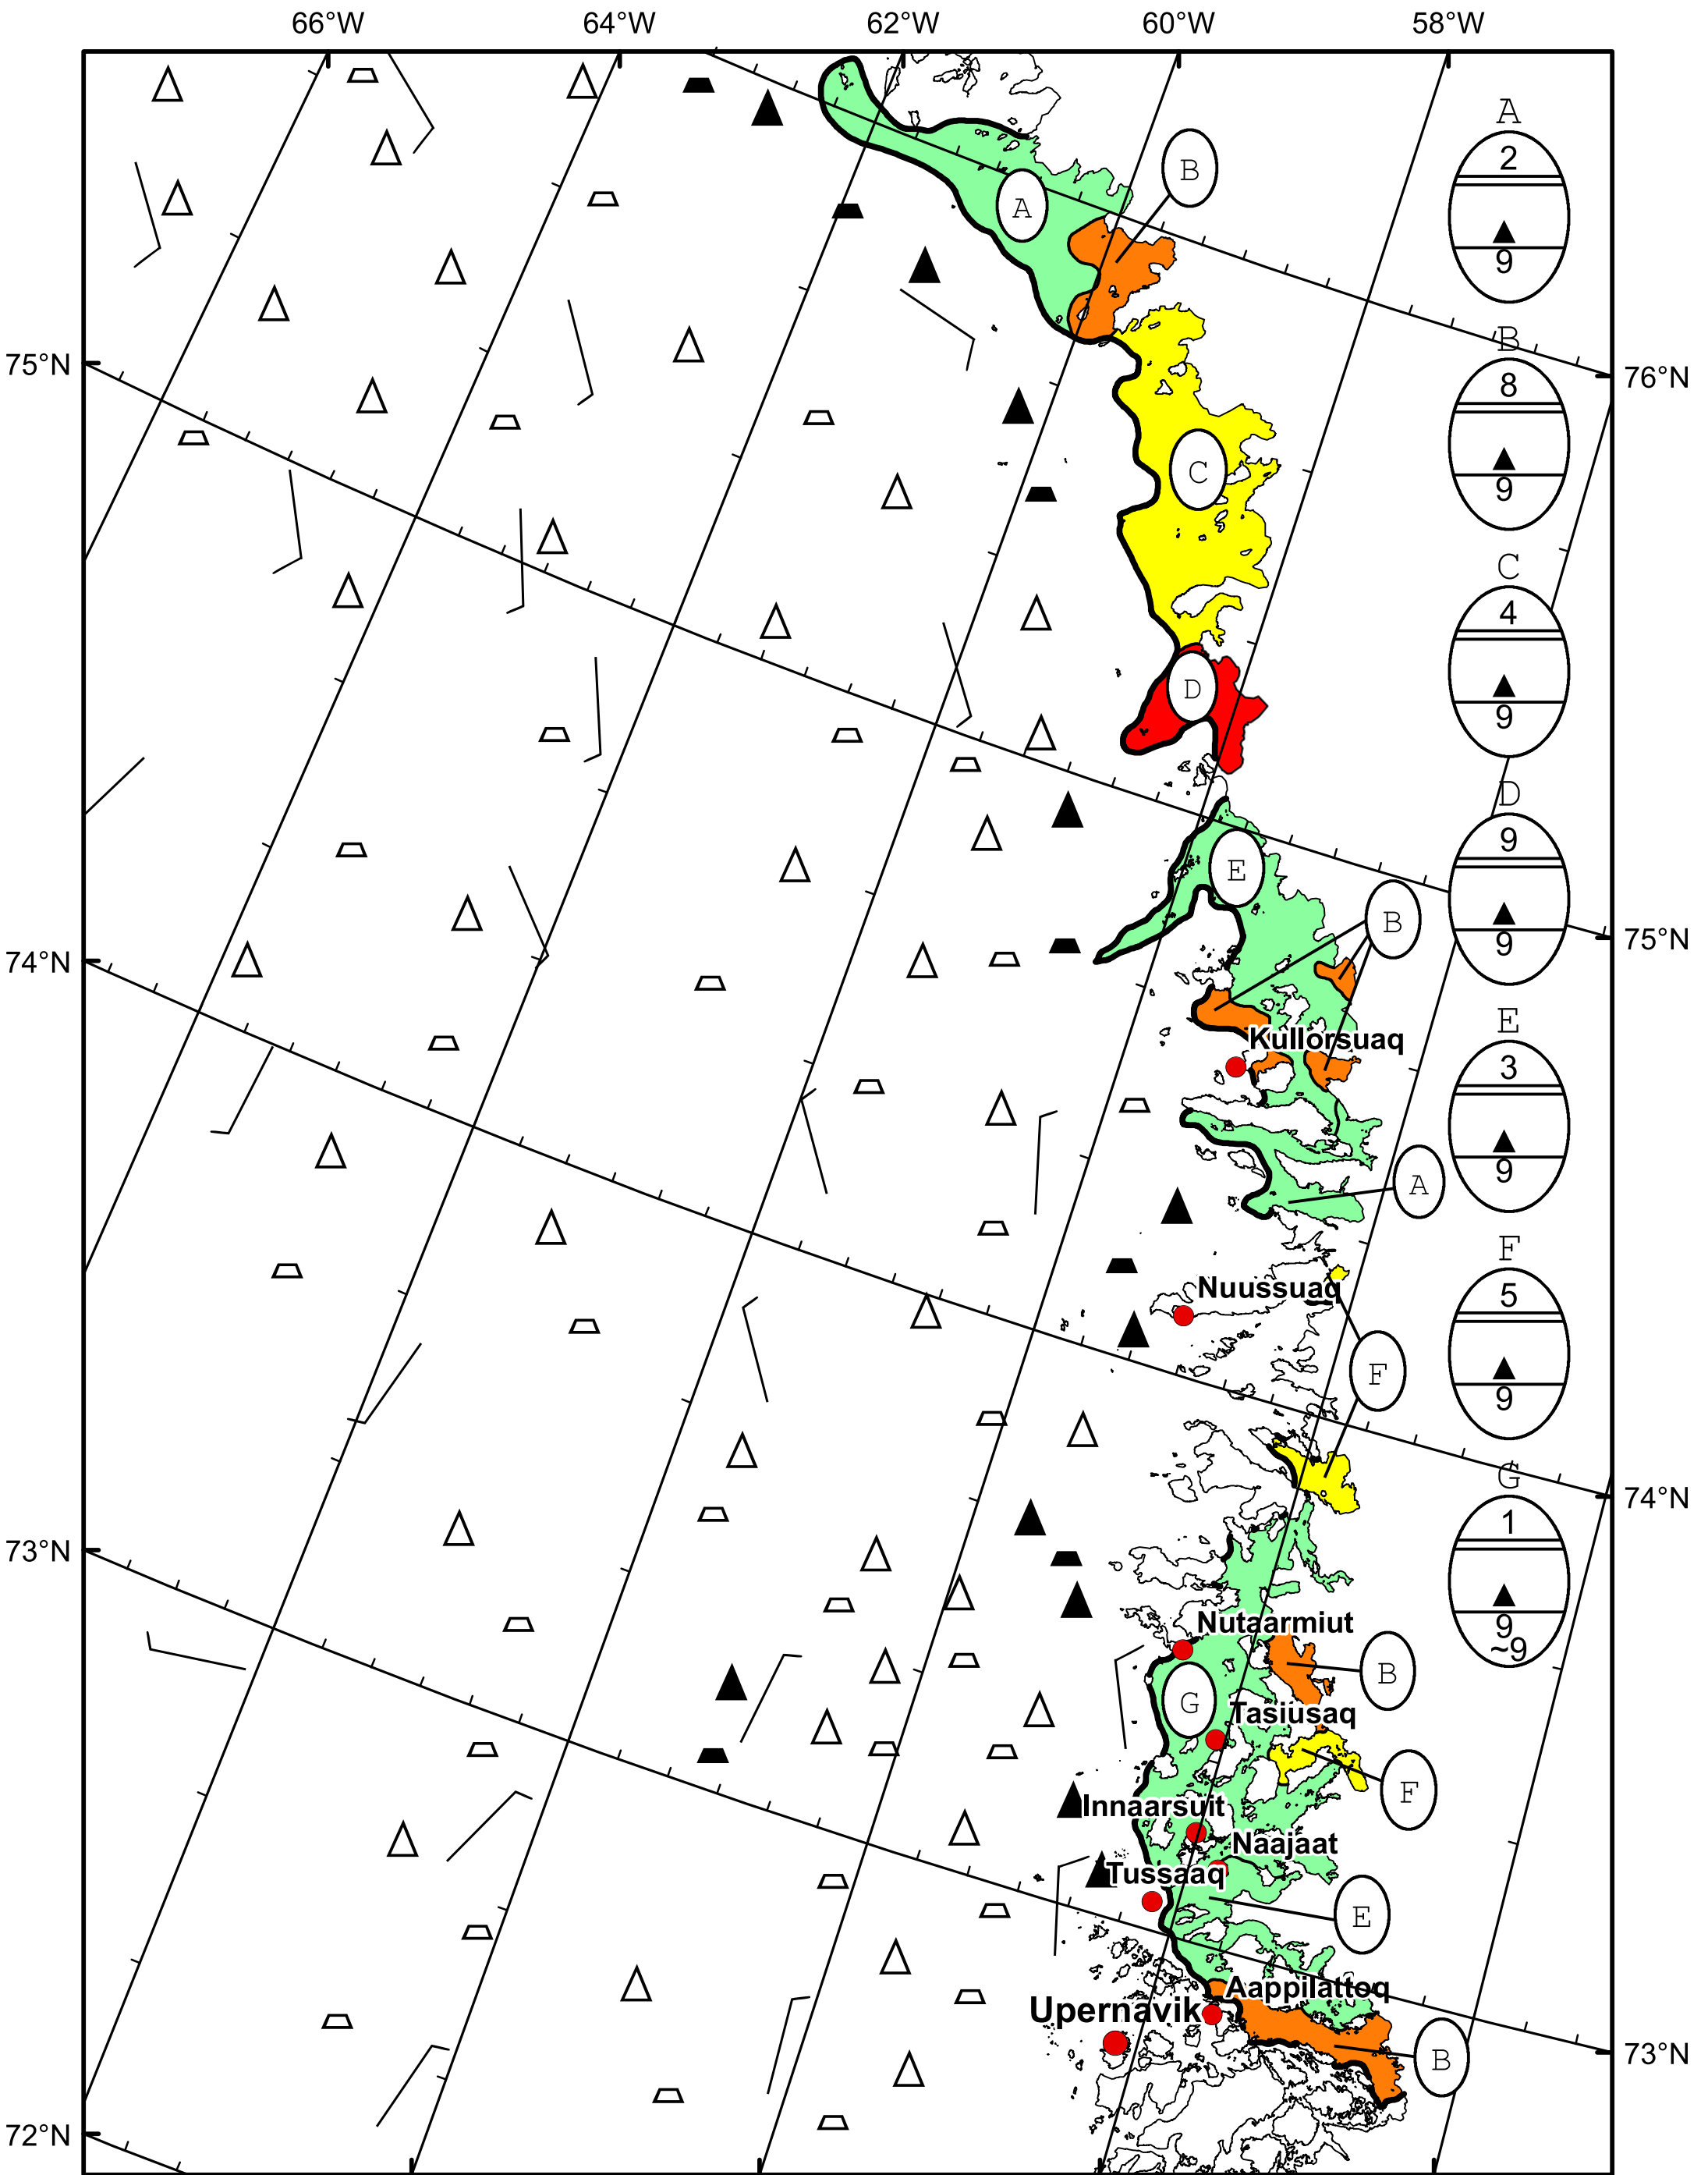 66°W 64°W 62°W 60°W 58°W
A
2
B
A
9
B
75°N
76°N
8
C
9
C
4
D
9
D
E
9
B
75°N
9
74°N
E
Kullorsuaq
3
9
A
F
Nuussuaq
5
F
9
G
74°N
1
73°N
9
Nutaarmiut
~9
B
G
Tasiusaq
F
Innaarsuit
Naajaat
Tussaaq
E
Aappilattoq
Upernavik
73°N
B
72°N